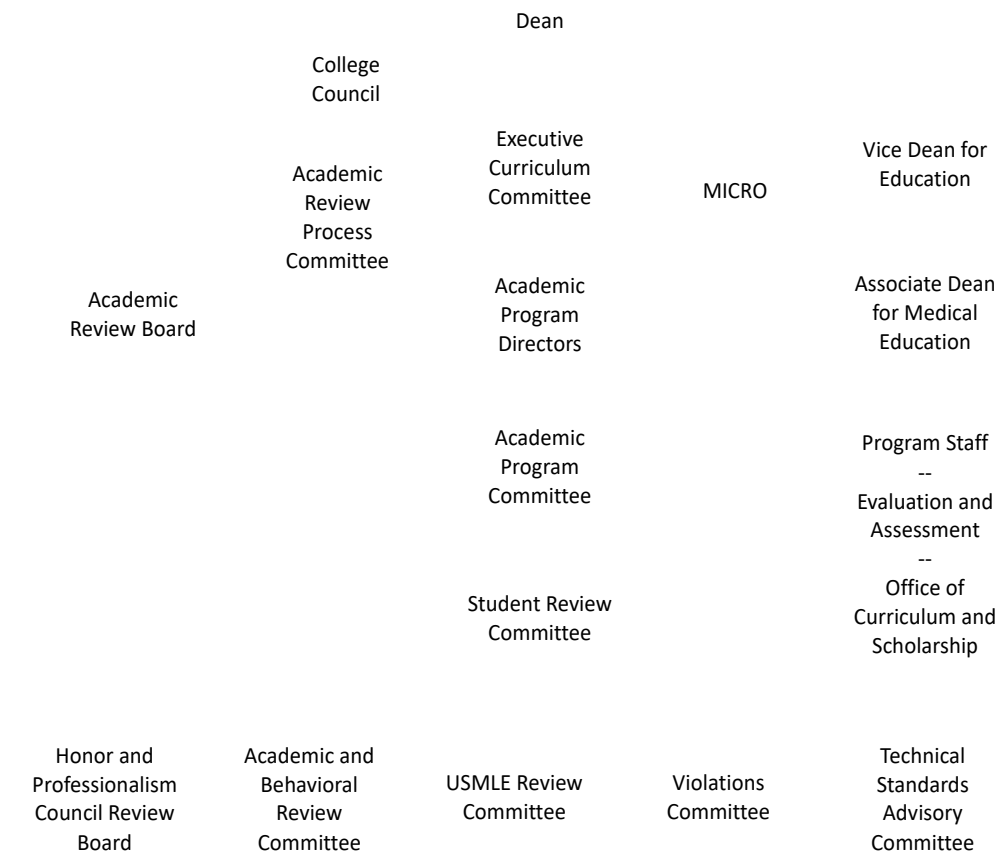 Dean
College
Council
Executive
Curriculum
Committee
Vice Dean for
Education
Academic
Review
Process
Committee
MICRO
Academic
Review Board
Academic
Program
Directors
Associate Dean
for Medical
Education
Academic
Program
Committee
Program Staff
--
Evaluation and
Assessment
--
Office of
Curriculum and
Scholarship
Student Review
Committee
Honor and
Professionalism
Council Review
Board
Academic and
Behavioral
Review
Committee
USMLE Review
Committee
Violations
Committee
Technical
Standards
Advisory
Committee